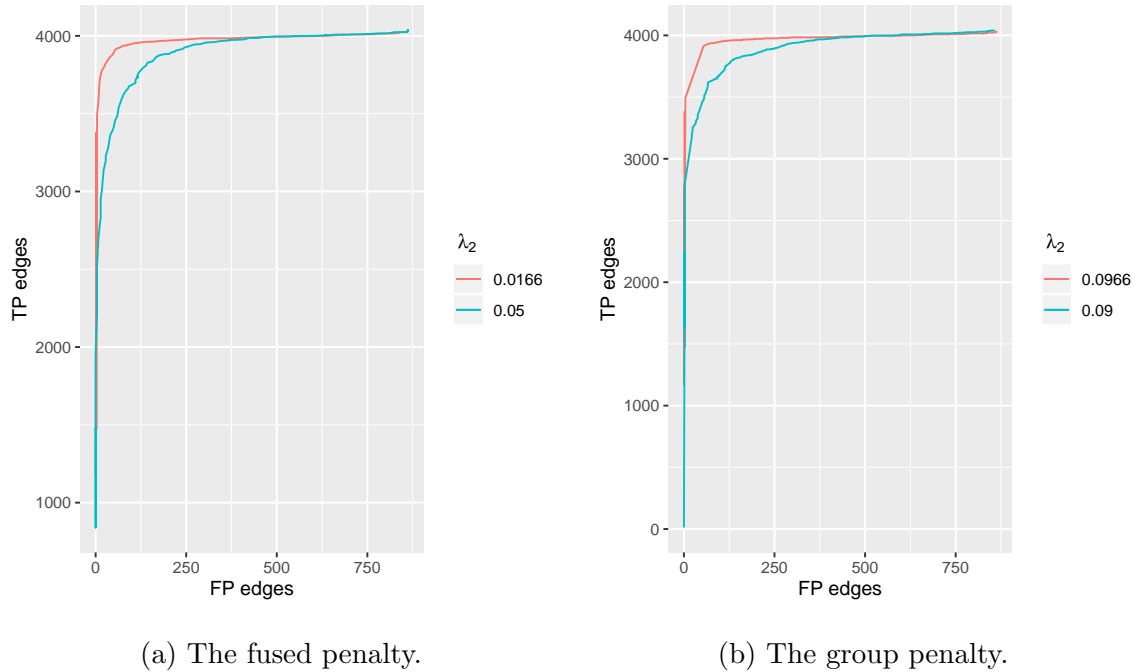 4000
3000
2000
1000
TP edges
0
250
500
750
FP edges
λ2
0.0166
0.05
(a) The fused penalty.
4000
3000
2000
1000
0
TP edges
0
250
500
750
FP edges
λ2
0.0966
0.09
(b) The group penalty.